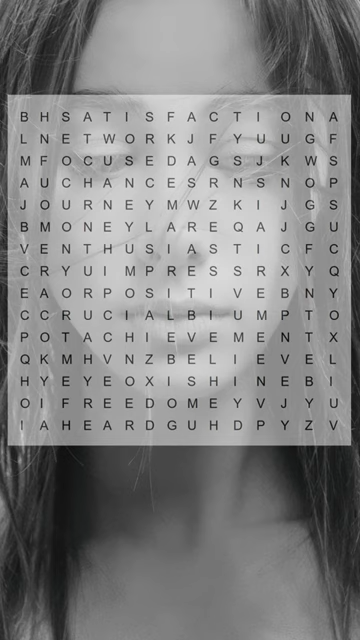 B H S A T I S F A C T I O N A
L N E T W O R K J F Y U U G F
M F O C U S E D A G S J K W S
A U C H A N C E S R N S N O P
J O U R N E Y M W Z K I J G S
B M O N E Y L A R E Q A J G U
V E N T H U S I A S T I C F C
C R Y U I M P R E S S R X Y Q
E A O R P O S I T I V E B N Y
C C R U C I A L B I U M P T O
P O T A C H I E V E M E N T X
Q K M H V N Z B E L I E V E L
H Y E Y E O X I S H I N E B I
O I F R E E D O M E Y V J Y U
I A H E A R D G U H D P Y Z V